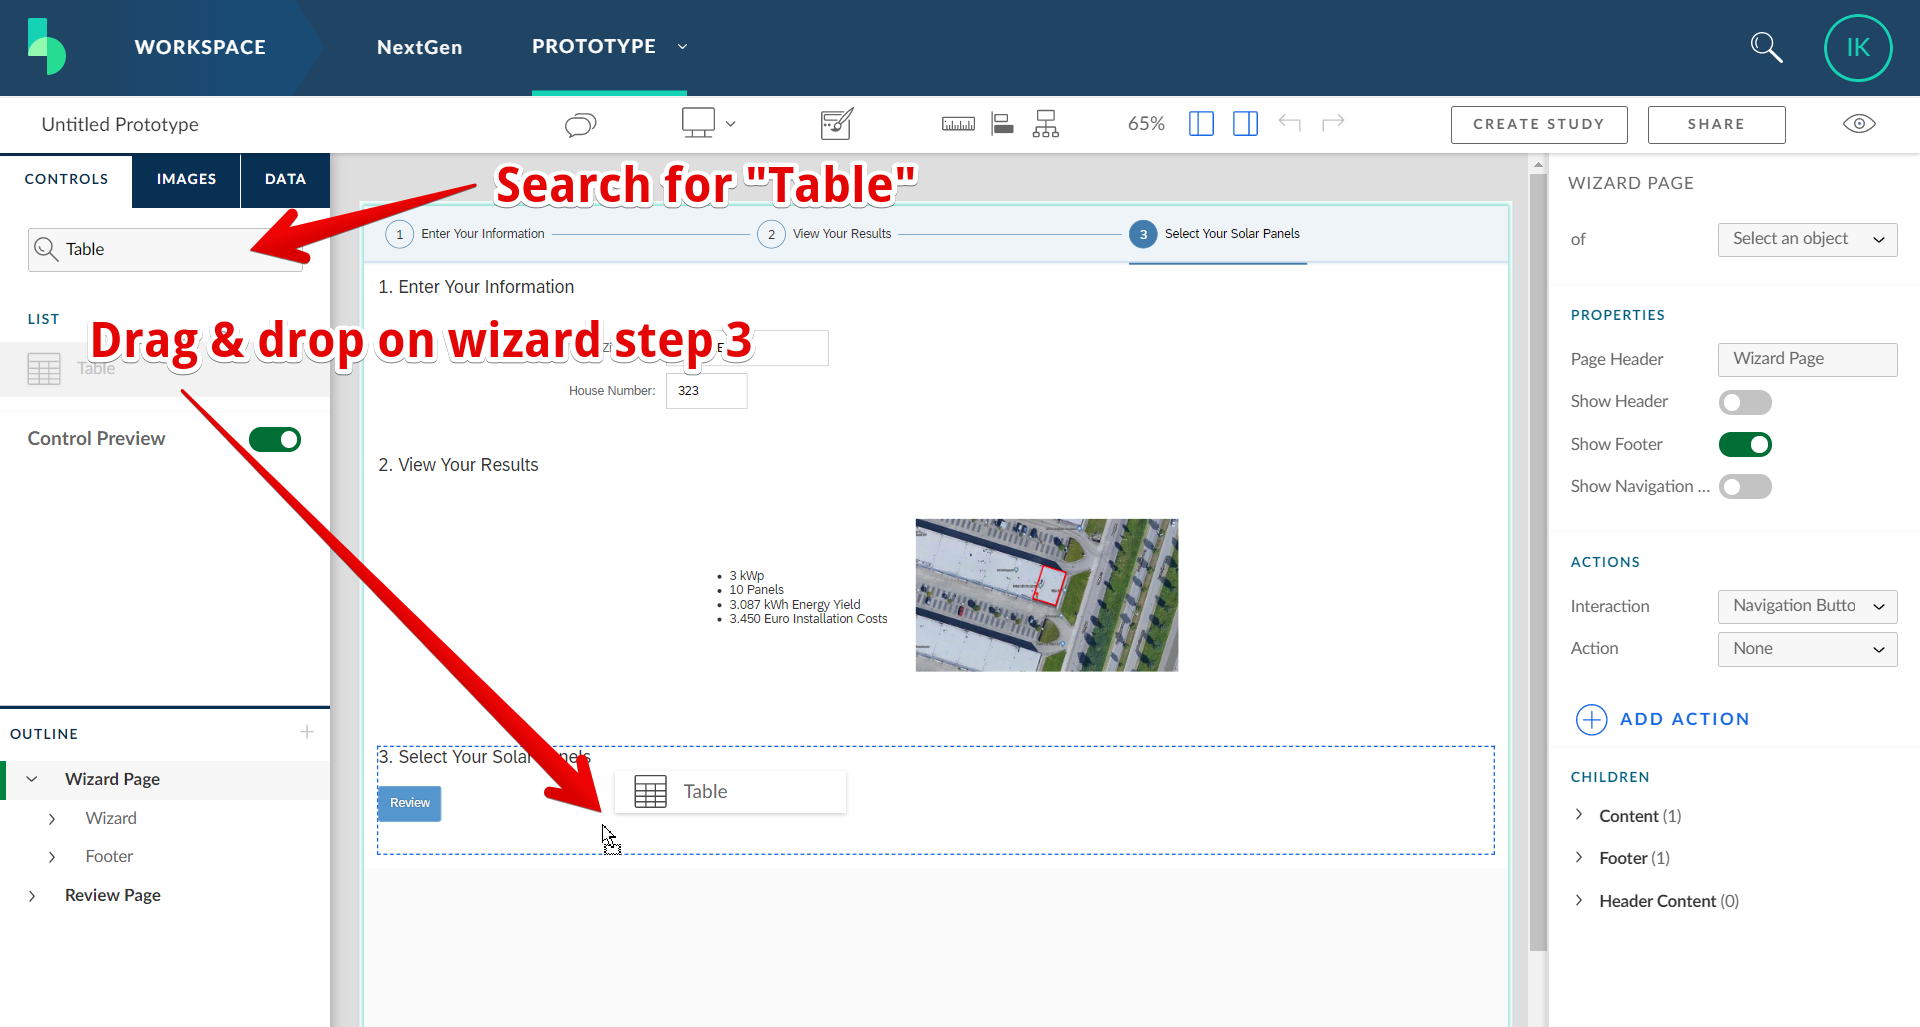 WORKSPACE
NextGen
PROTOTYPE
IK
Untitled Prototype
65%
CREATE STUDY
SHARE
CONTROLS
IMAGES
DATA
Search for "Table"
Table
LIST
Drag & drop on wizard step 3
Table
Control Preview
OUTLINE
Wizard Page
Wizard
Footer
Review Page
1 Enter Your Information
2 View Your Results
3 Select Your Solar Panels
1. Enter Your Information
House Number: 323
2. View Your Results
3 kWp
10 Panels
3.087 kWh Energy Yield
3.450 Euro Installation Costs
3. Select Your Solar Panels
Review
Table
WIZARD PAGE
of Select an object
PROPERTIES
Page Header Wizard Page
Show Header
Show Footer
Show Navigation ...
ACTIONS
Interaction Navigation Butto
Action None
ADD ACTION
CHILDREN
Content (1)
Footer (1)
Header Content (0)